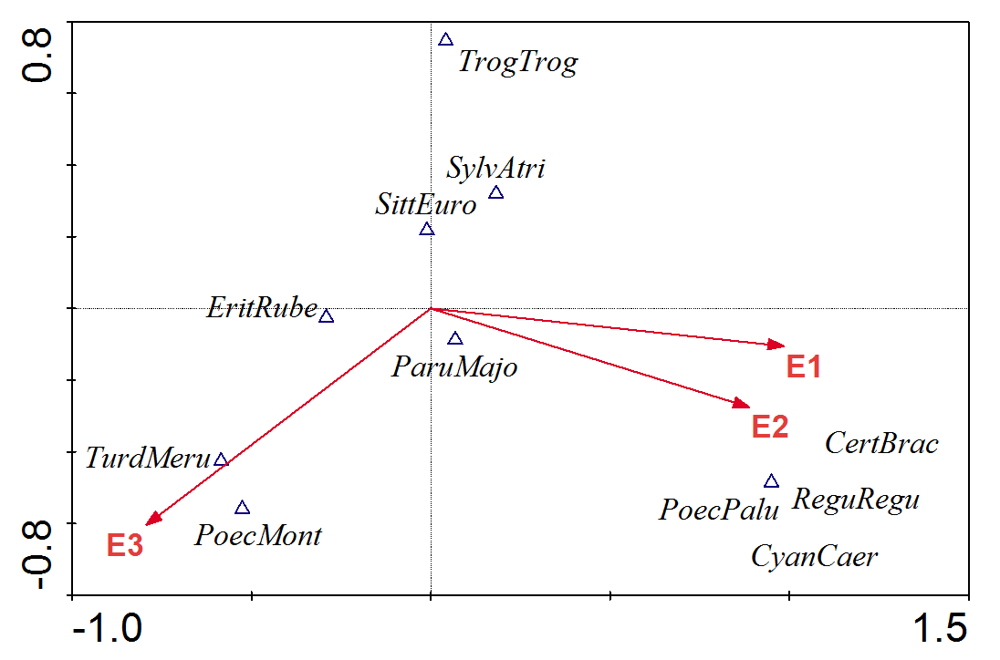 0.8
TrogTrog
SylvAtri
SittEuro
EritRube
ParuMajo
E1
E2
CertBrac
TurdMeru
ReguRegu
PoecPalu
PoecMont
E3
CyanCaer
-0.8
-1.0
1.5